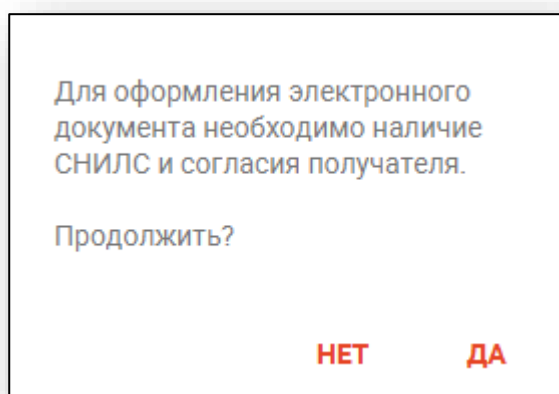 Для оформления электронного
документа необходимо наличие
СНИЛС и согласия получателя.
Продолжить?
НЕТ ДА